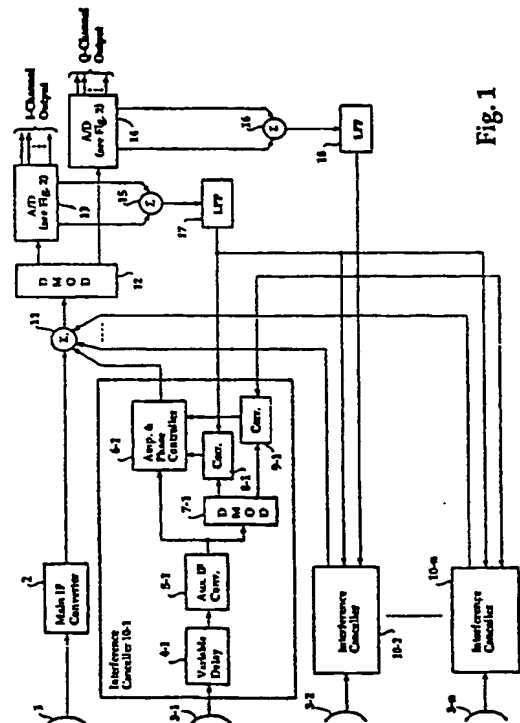 I-Channel
Output
Q-Channel
Output
A/D
(see Fig. 2)
13
A/D
(see Fig. 2)
14
Σ
15
Σ
16
LPF
17
LPF
18
D
M
O
D
12
Σ
11
Main IF
Converter
2
1
Interference
Canceller 10-1
6-1
Amp. &
Phase
Controller
Corr.
8-1
Corr.
9-1
7-1
D
M
O
D
5-1
Aux. IF
Conv.
4-1
Variable
Delay
3-1
Interference
Canceller
10-2
3-2
Interference
Canceller
10-n
3-n
Fig. 1